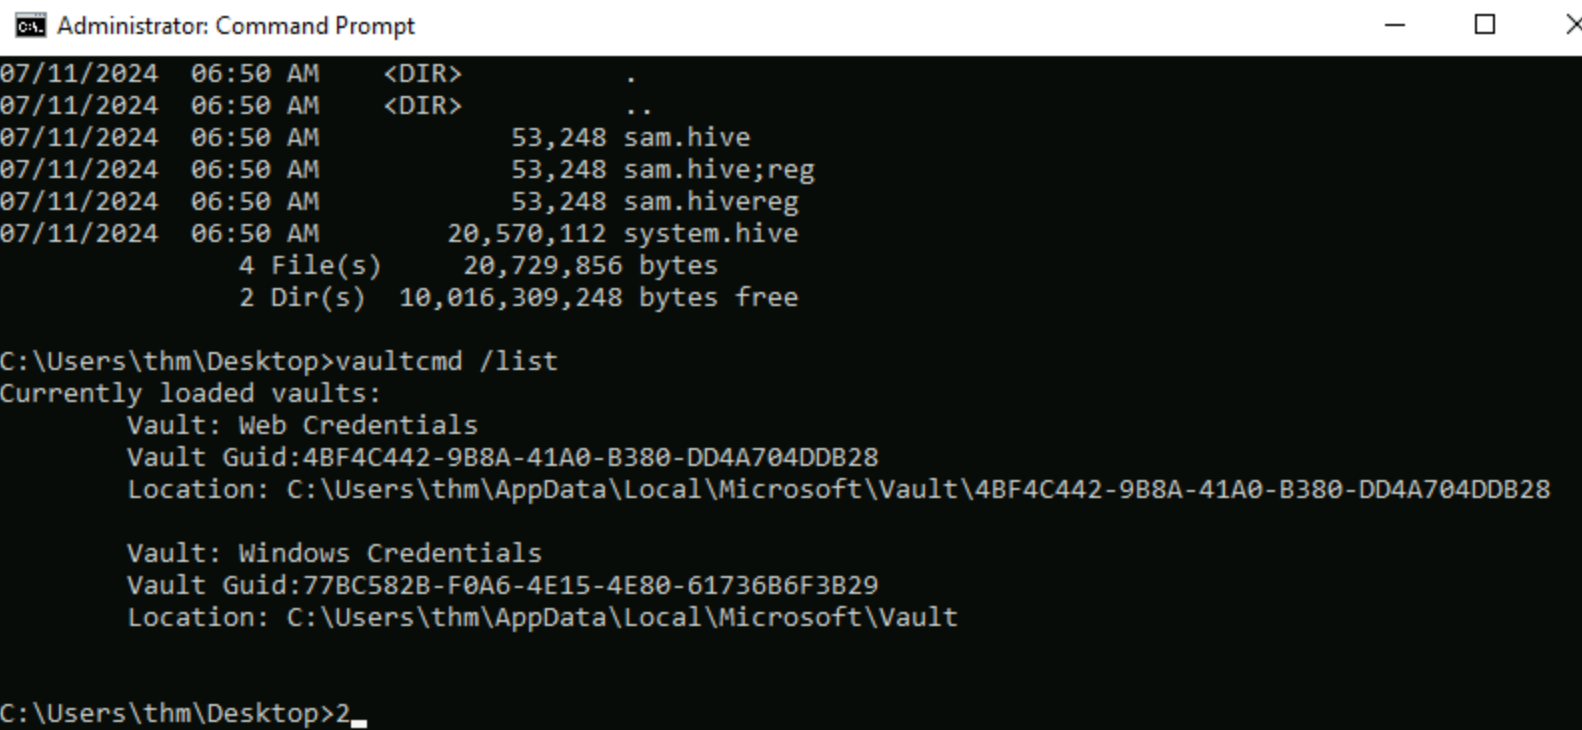 Administrator: Command Prompt
07/11/2024  06:50 AM    <DIR>          .
07/11/2024  06:50 AM    <DIR>          ..
07/11/2024  06:50 AM            53,248 sam.hive
07/11/2024  06:50 AM            53,248 sam.hive;reg
07/11/2024  06:50 AM            53,248 sam.hivereg
07/11/2024  06:50 AM        20,570,112 system.hive
               4 File(s)     20,729,856 bytes
               2 Dir(s)  10,016,309,248 bytes free
C:\Users\thm\Desktop>vaultcmd /list
Currently loaded vaults:
        Vault: Web Credentials
        Vault Guid:4BF4C442-9B8A-41A0-B380-DD4A704DDB28
        Location: C:\Users\thm\AppData\Local\Microsoft\Vault\4BF4C442-9B8A-41A0-B380-DD4A704DDB28
        Vault: Windows Credentials
        Vault Guid:77BC582B-F0A6-4E15-4E80-61736B6F3B29
        Location: C:\Users\thm\AppData\Local\Microsoft\Vault
C:\Users\thm\Desktop>2